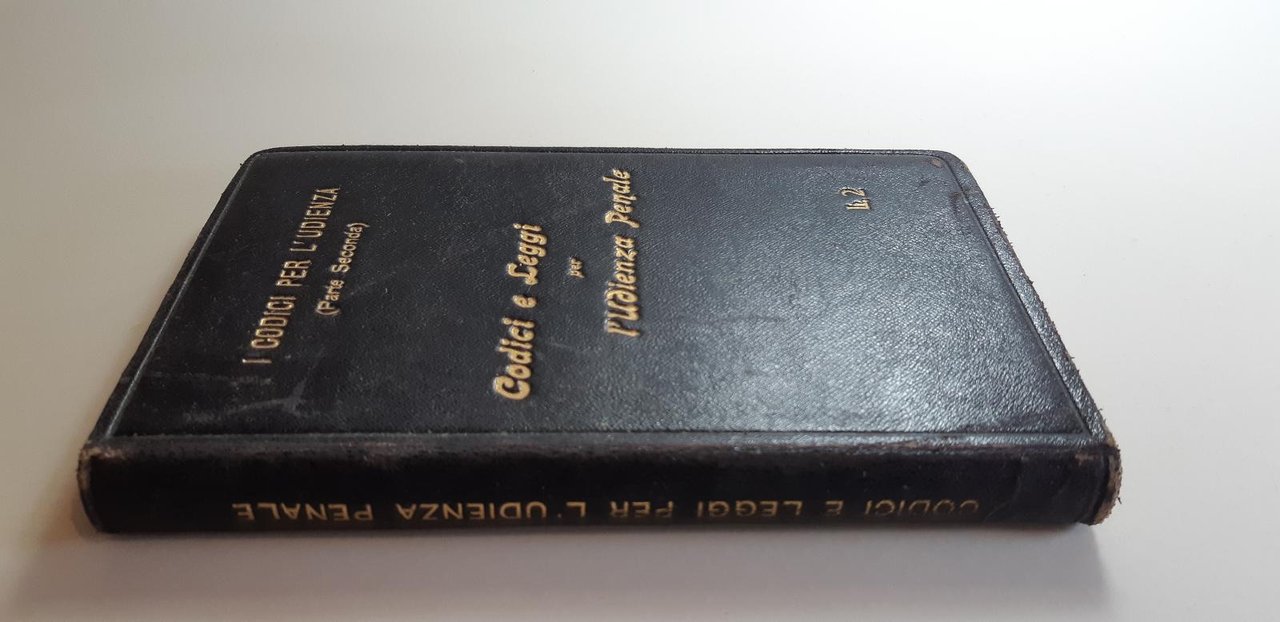 I CODICI PER L'UDIENZA
(Parte Seconda)
Codici e Leggi
per
l'Udienza Penale
L. 2
CODICI E LEGGI PER L'UDIENZA PENALE